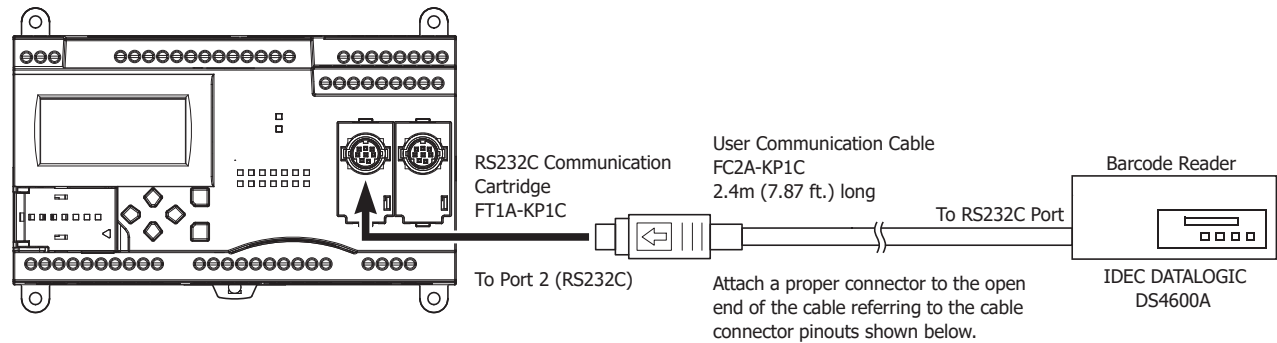 RS232C Communication
Cartridge
FT1A-KP1C
To Port 2 (RS232C)
User Communication Cable
FC2A-KP1C
2.4m (7.87 ft.) long
Attach a proper connector to the open
end of the cable referring to the cable
connector pinouts shown below.
To RS232C Port
Barcode Reader
IDEC DATALOGIC
DS4600A